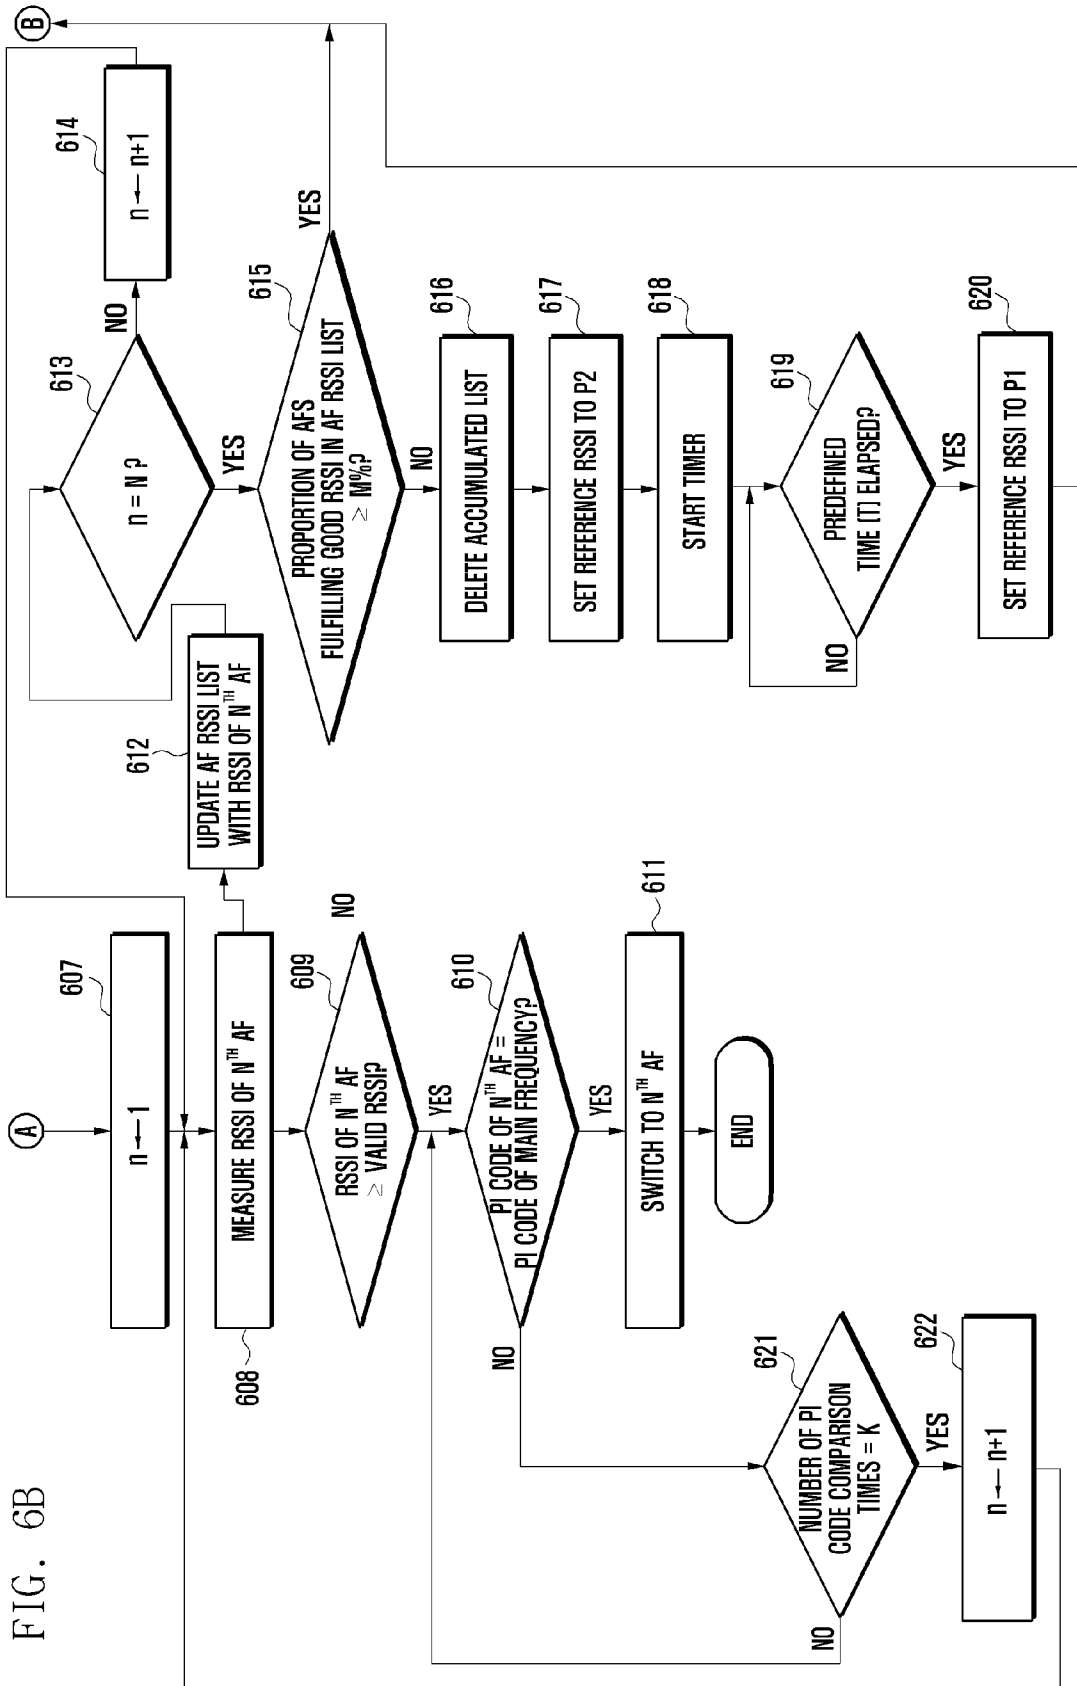 FIG. 6B
A
607
n ← 1
608
MEASURE RSSI OF NTH AF
609
RSSI OF NTH AF
≥ VALID RSSI?
NO
YES
610
PI CODE OF NTH AF =
PI CODE OF MAIN FREQUENCY?
NO
YES
611
SWITCH TO NTH AF
END
621
NUMBER OF PI
CODE COMPARISON
TIMES = K
NO
YES
622
n ← n+1
612
UPDATE AF RSSI LIST
WITH RSSI OF NTH AF
613
n = N ?
NO
YES
614
n ← n+1
B
615
PROPORTION OF AFS
FULFILLING GOOD RSSI IN AF RSSI LIST
≥ M%?
YES
NO
616
DELETE ACCUMULATED LIST
617
SET REFERENCE RSSI TO P2
618
START TIMER
619
PREDEFINED
TIME (T) ELAPSED?
NO
YES
620
SET REFERENCE RSSI TO P1